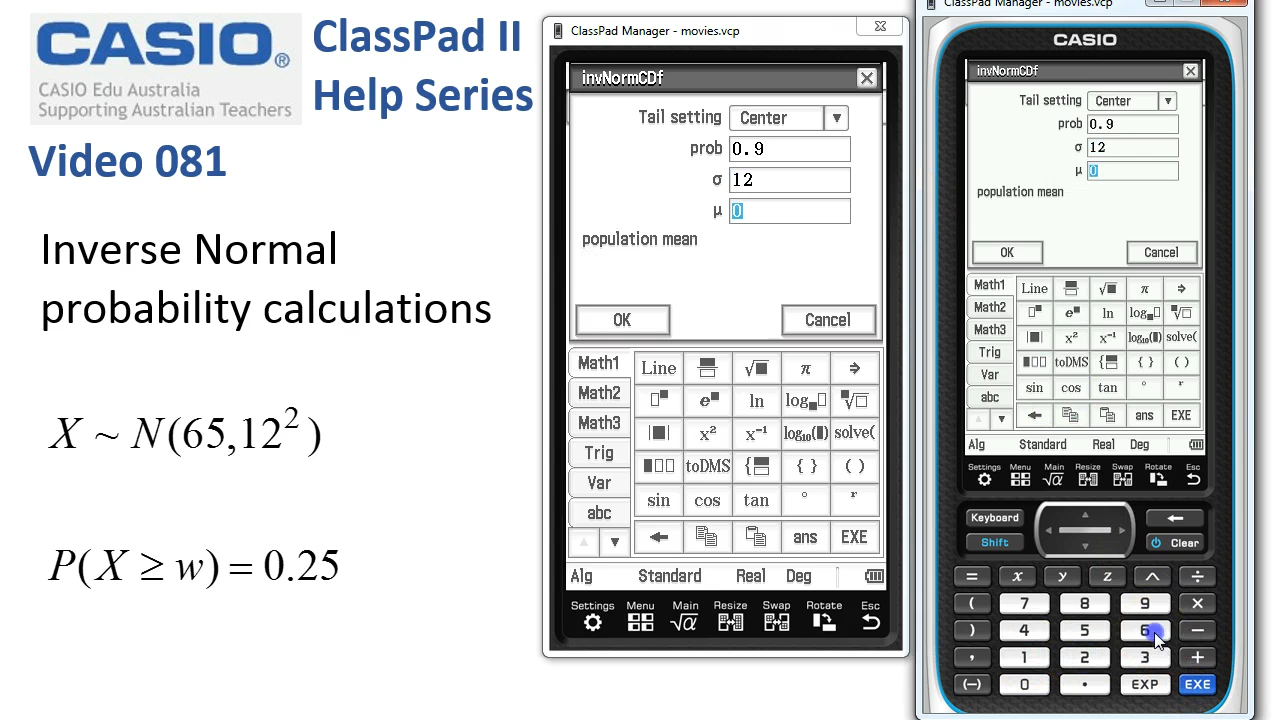 CASIO®
CASIO Edu Australia
Supporting Australian Teachers
ClassPad II
Help Series
Video 081
Inverse Normal
probability calculations
X ~ N(65,12²)
P(X ≥ w) = 0.25
ClassPad Manager - movies.vcp
invNormCDf
Tail setting Center ▼
prob 0.9
σ 12
μ 0
population mean
OK Cancel
Math1 Line √■ π ⇒
Math2 e■ ln log■□ √□
Math3 |■| x² x⁻¹ log₁₀(■) solve(
Trig toDMS { } ( )
Var sin cos tan ° r
abc ans EXE
Alg Standard Real Deg
Settings Menu Main Resize Swap Rotate Esc
√α
ClassPad Manager - movies.vcp
CASIO
invNormCDf
Tail setting Center ▼
prob 0.9
σ 12
μ 0
population mean
OK Cancel
Math1 Line √■ π ⇒
Math2 e■ ln log■□ √□
Math3 |■| x² x⁻¹ log₁₀(■) solve(
Trig toDMS { } ( )
Var sin cos tan ° r
abc ans EXE
Alg Standard Real Deg
Settings Menu Main Resize Swap Rotate Esc
√α
Keyboard
Shift Clear
= x y z ^ ÷
( 7 8 9 ×
) 4 5 6 −
, 1 2 3 +
(−) 0 . EXP EXE